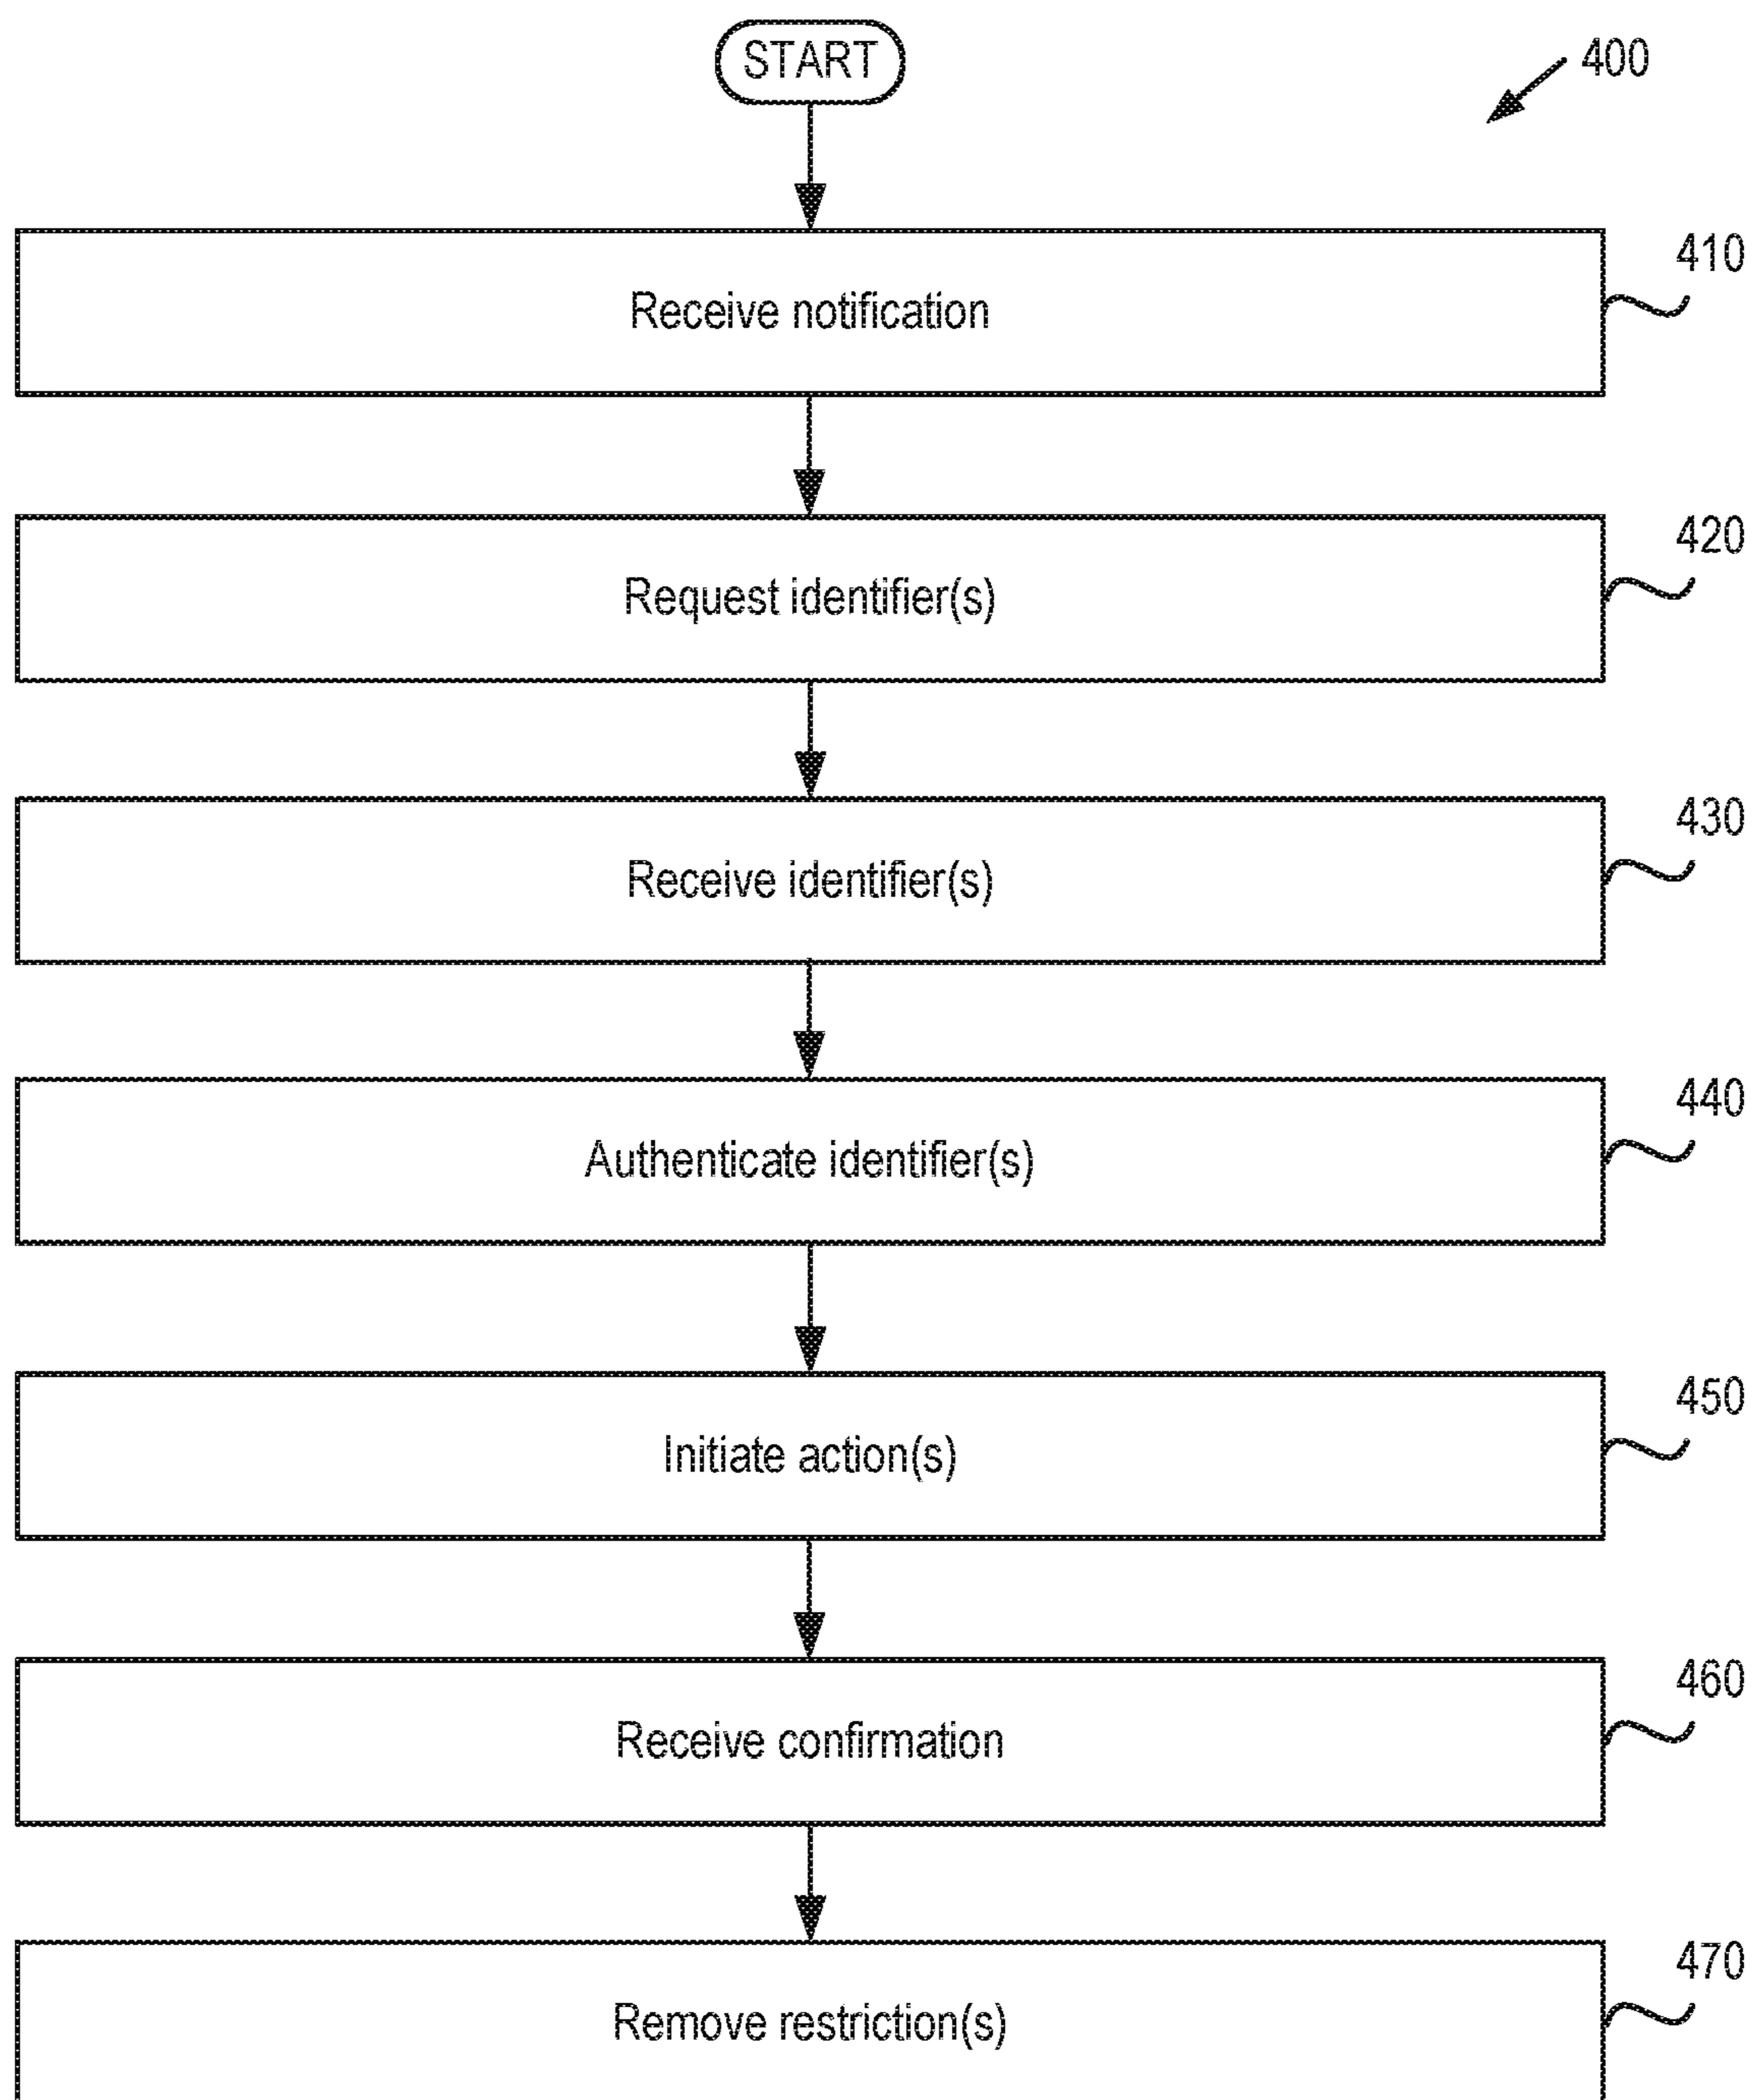 START
400
410
Receive notification
420
Request identifier(s)
430
Receive identifier(s)
440
Authenticate identifier(s)
450
Initiate action(s)
460
Receive confirmation
470
Remove restriction(s)